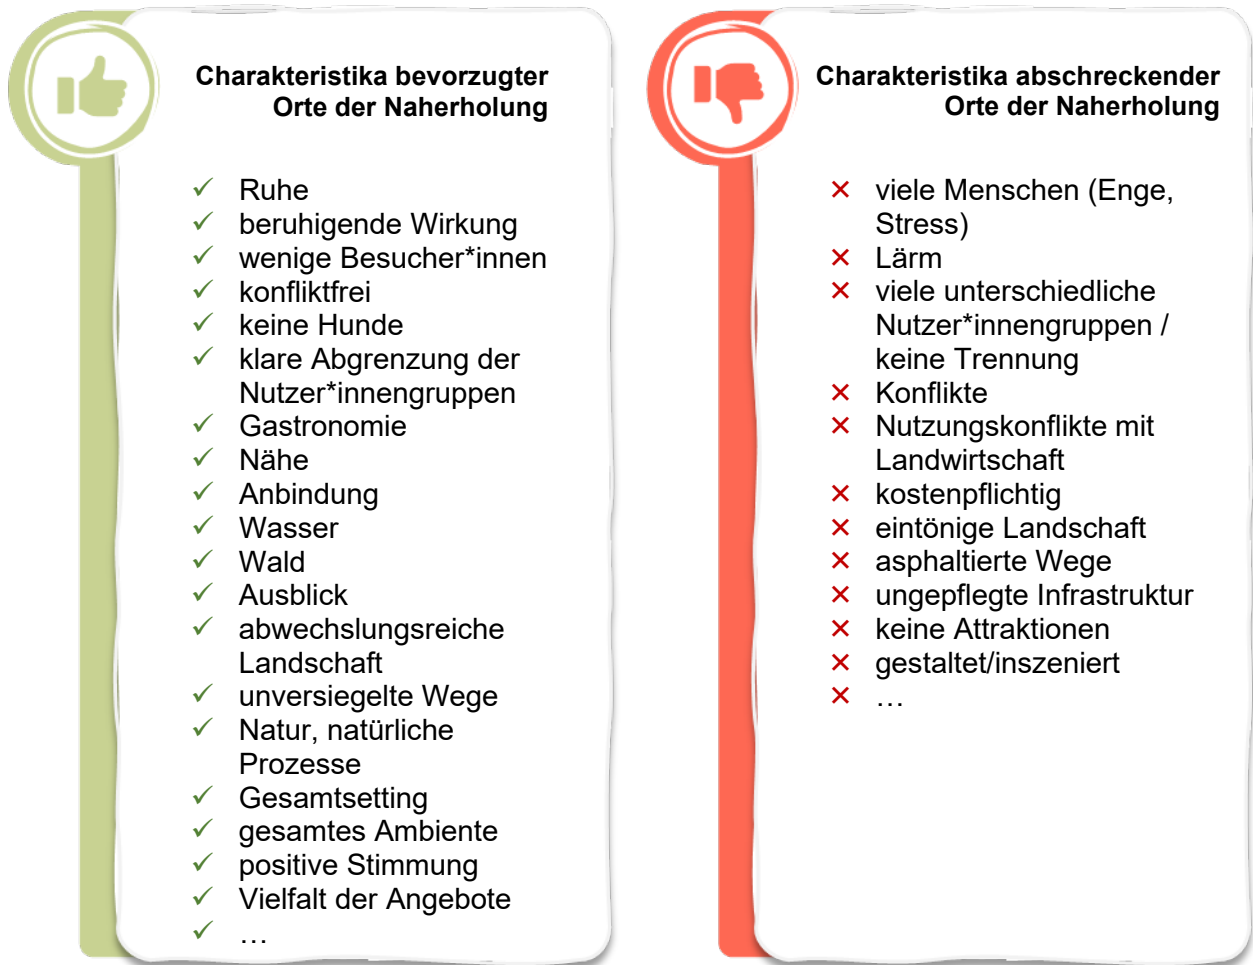 Charakteristika bevorzugter
Orte der Naherholung
✓ Ruhe
✓ beruhigende Wirkung
✓ wenige Besucher*innen
✓ konfliktfrei
✓ keine Hunde
✓ klare Abgrenzung der
Nutzer*innengruppen
✓ Gastronomie
✓ Nähe
✓ Anbindung
✓ Wasser
✓ Wald
✓ Ausblick
✓ abwechslungsreiche
Landschaft
✓ unversiegelte Wege
✓ Natur, natürliche
Prozesse
✓ Gesamtsetting
✓ gesamtes Ambiente
✓ positive Stimmung
✓ Vielfalt der Angebote
✓ …
Charakteristika abschreckender
Orte der Naherholung
✕ viele Menschen (Enge,
Stress)
✕ Lärm
✕ viele unterschiedliche
Nutzer*innengruppen /
keine Trennung
✕ Konflikte
✕ Nutzungskonflikte mit
Landwirtschaft
✕ kostenpflichtig
✕ eintönige Landschaft
✕ asphaltierte Wege
✕ ungepflegte Infrastruktur
✕ keine Attraktionen
✕ gestaltet/inszeniert
✕ …